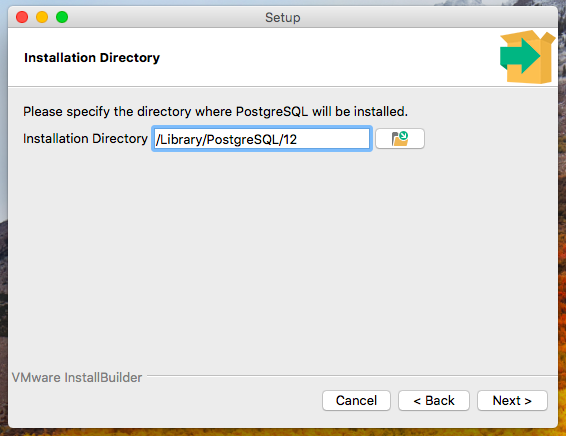 Setup
Installation Directory
Please specify the directory where PostgreSQL will be installed.
Installation Directory /Library/PostgreSQL/12
VMware InstallBuilder
Cancel < Back Next >